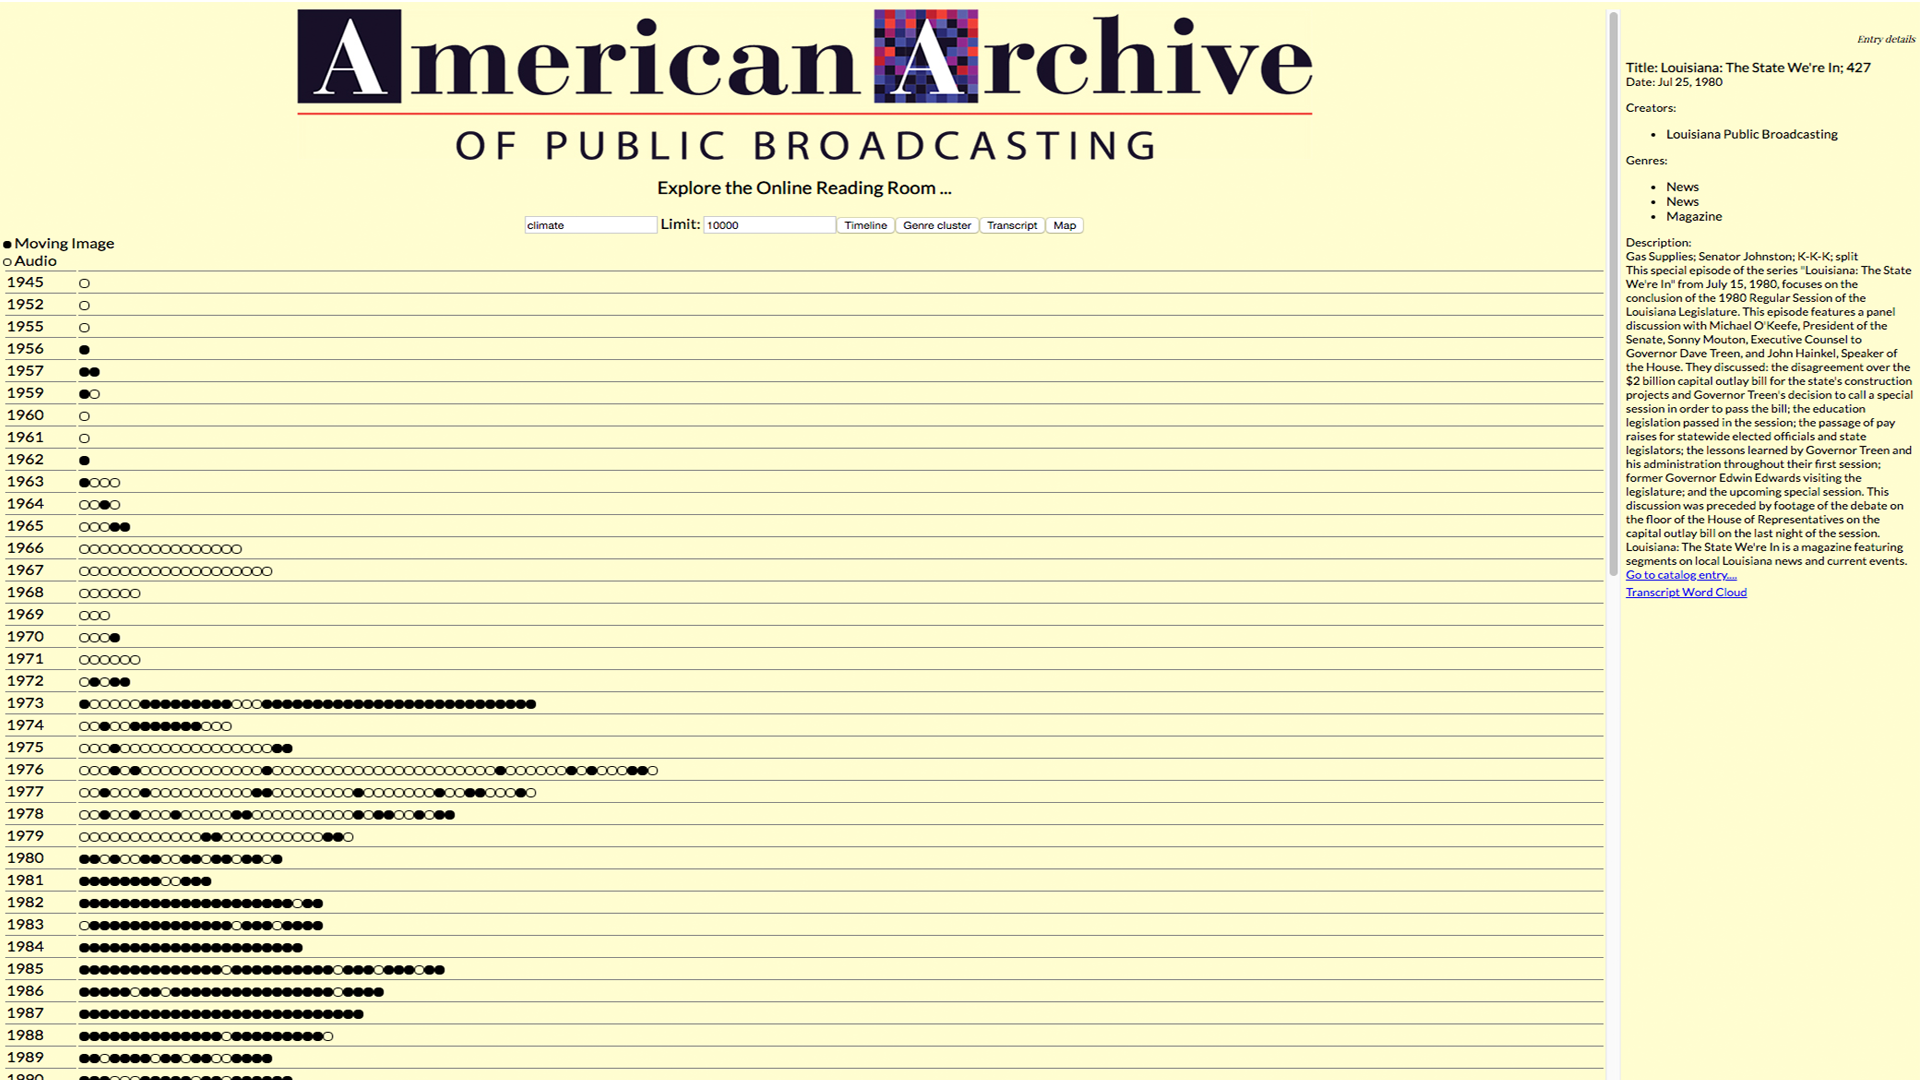 American Archive
OF PUBLIC BROADCASTING
Explore the Online Reading Room ...
climate Limit: 10000 Timeline Genre cluster Transcript Map
Moving Image
Audio
1945
1952
1955
1956
1957
1959
1960
1961
1962
1963
1964
1965
1966
1967
1968
1969
1970
1971
1972
1973
1974
1975
1976
1977
1978
1979
1980
1981
1982
1983
1984
1985
1986
1987
1988
1989
1990
Entry details
Title: Louisiana: The State We're In; 427
Date: Jul 25, 1980
Creators:
• Louisiana Public Broadcasting
Genres:
• News
• News
• Magazine
Description:
Gas Supplies; Senator Johnston; K-K-K; split
This special episode of the series "Louisiana: The State
We're In" from July 15, 1980, focuses on the
conclusion of the 1980 Regular Session of the
Louisiana Legislature. This episode features a panel
discussion with Michael O'Keefe, President of the
Senate, Sonny Mouton, Executive Counsel to
Governor Dave Treen, and John Hainkel, Speaker of
the House. They discussed: the disagreement over the
$2 billion capital outlay bill for the state's construction
projects and Governor Treen's decision to call a special
session in order to pass the bill; the education
legislation passed in the session; the passage of pay
raises for statewide elected officials and state
legislators; the lessons learned by Governor Treen and
his administration throughout their first session;
former Governor Edwin Edwards visiting the
legislature; and the upcoming special session. This
discussion was preceded by footage of the debate on
the floor of the House of Representatives on the
capital outlay bill on the last night of the session.
Louisiana: The State We're In is a magazine featuring
segments on local Louisiana news and current events.
Go to catalog entry....
Transcript Word Cloud